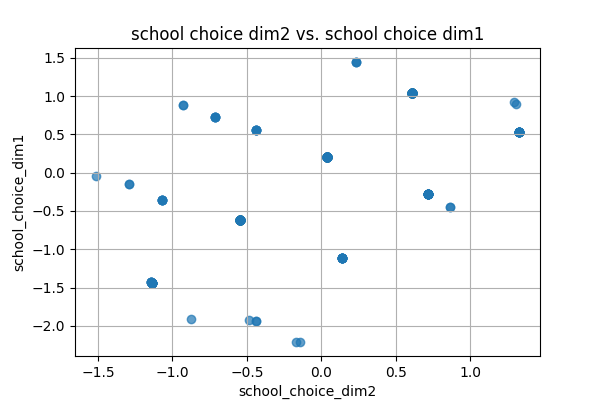 school choice dim2 vs. school choice dim1
1.5
1.0
0.5
0.0
−0.5
−1.0
−1.5
−2.0
school_choice_dim1
−1.5 −1.0 −0.5 0.0 0.5 1.0
school_choice_dim2